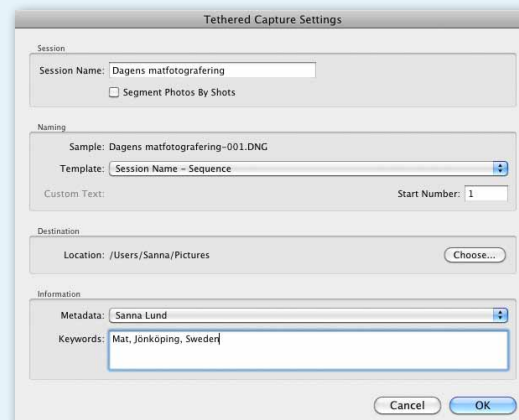 Tethered Capture Settings
Session
Session Name: Dagens matfotografering
Segment Photos By Shots
Naming
Sample: Dagens matfotografering-001.DNG
Template: Session Name - Sequence
Custom Text: Start Number: 1
Destination
Location: /Users/Sanna/Pictures Choose...
Information
Metadata: Sanna Lund
Keywords: Mat, Jönköping, Sweden
Cancel OK